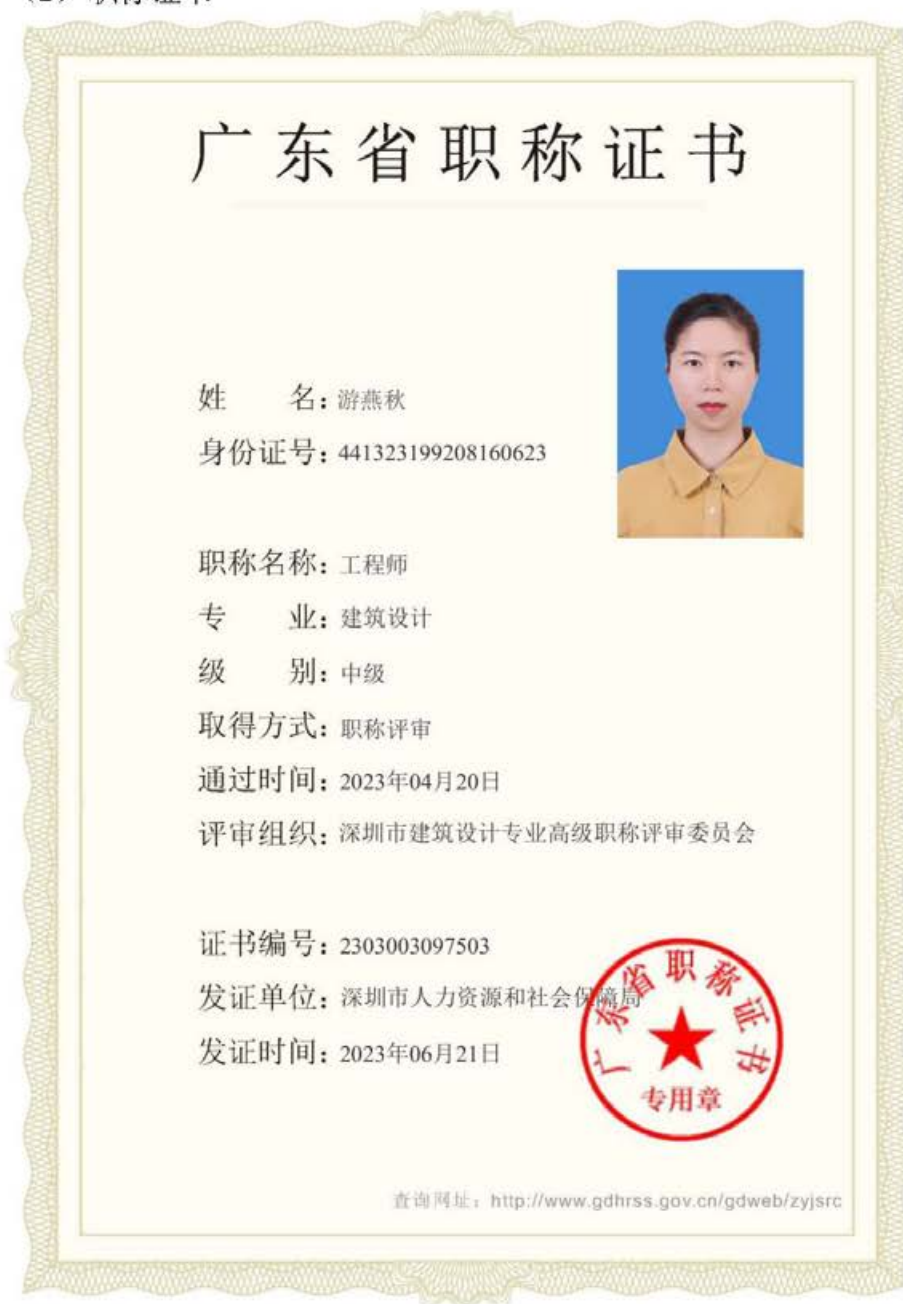 广东省职称证书
姓 名：游燕秋
身份证号：441323199208160623
职称名称：工程师
专 业：建筑设计
级 别：中级
取得方式：职称评审
通过时间：2023年04月20日
评审组织：深圳市建筑设计专业高级职称评审委员会
证书编号：2303003097503
发证单位：深圳市人力资源和社会保障局
发证时间：2023年06月21日
广东省职称证书
专用章
查询网址：http://www.gdhrss.gov.cn/gdweb/zyjsrc